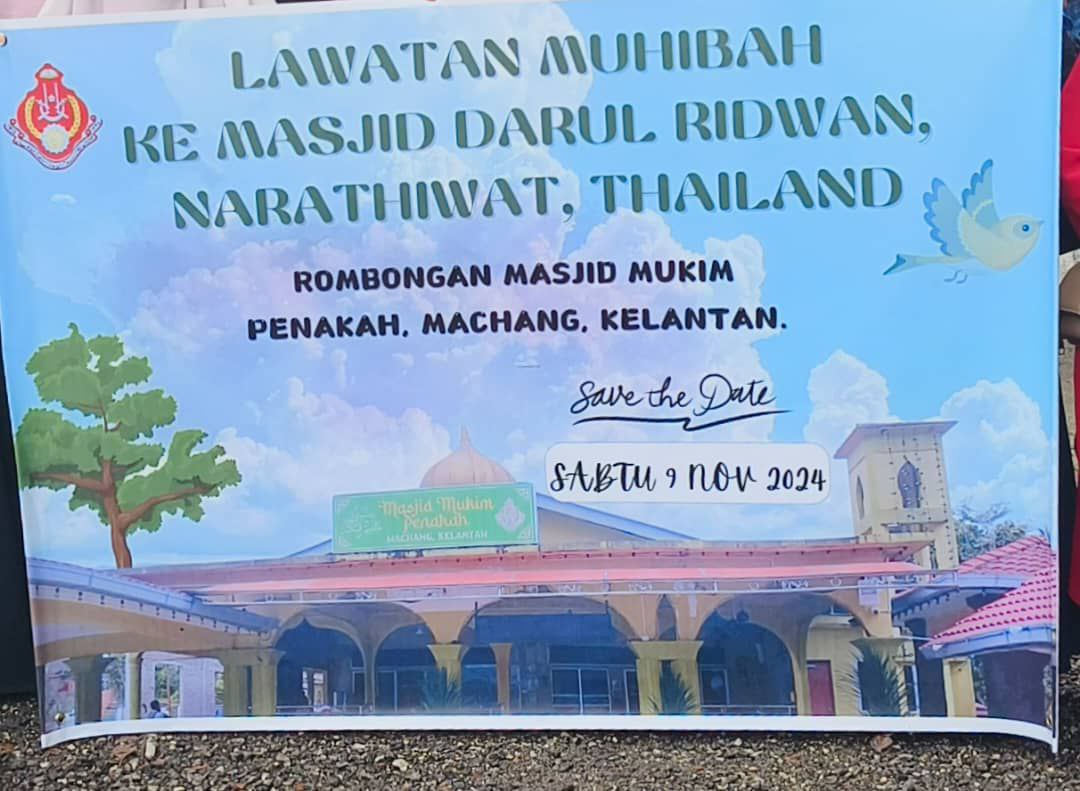 LAWATAN MUHIBAH
KE MASJID DARUL RIDWAN,
NARATHIWAT, THAILAND
ROMBONGAN MASJID MUKIM
PENAKAH, MACHANG, KELANTAN.
Save the Date
SABTU 9 NOV 2024
Masjid Mukim
Penakah
MACHANG, KELANTAN